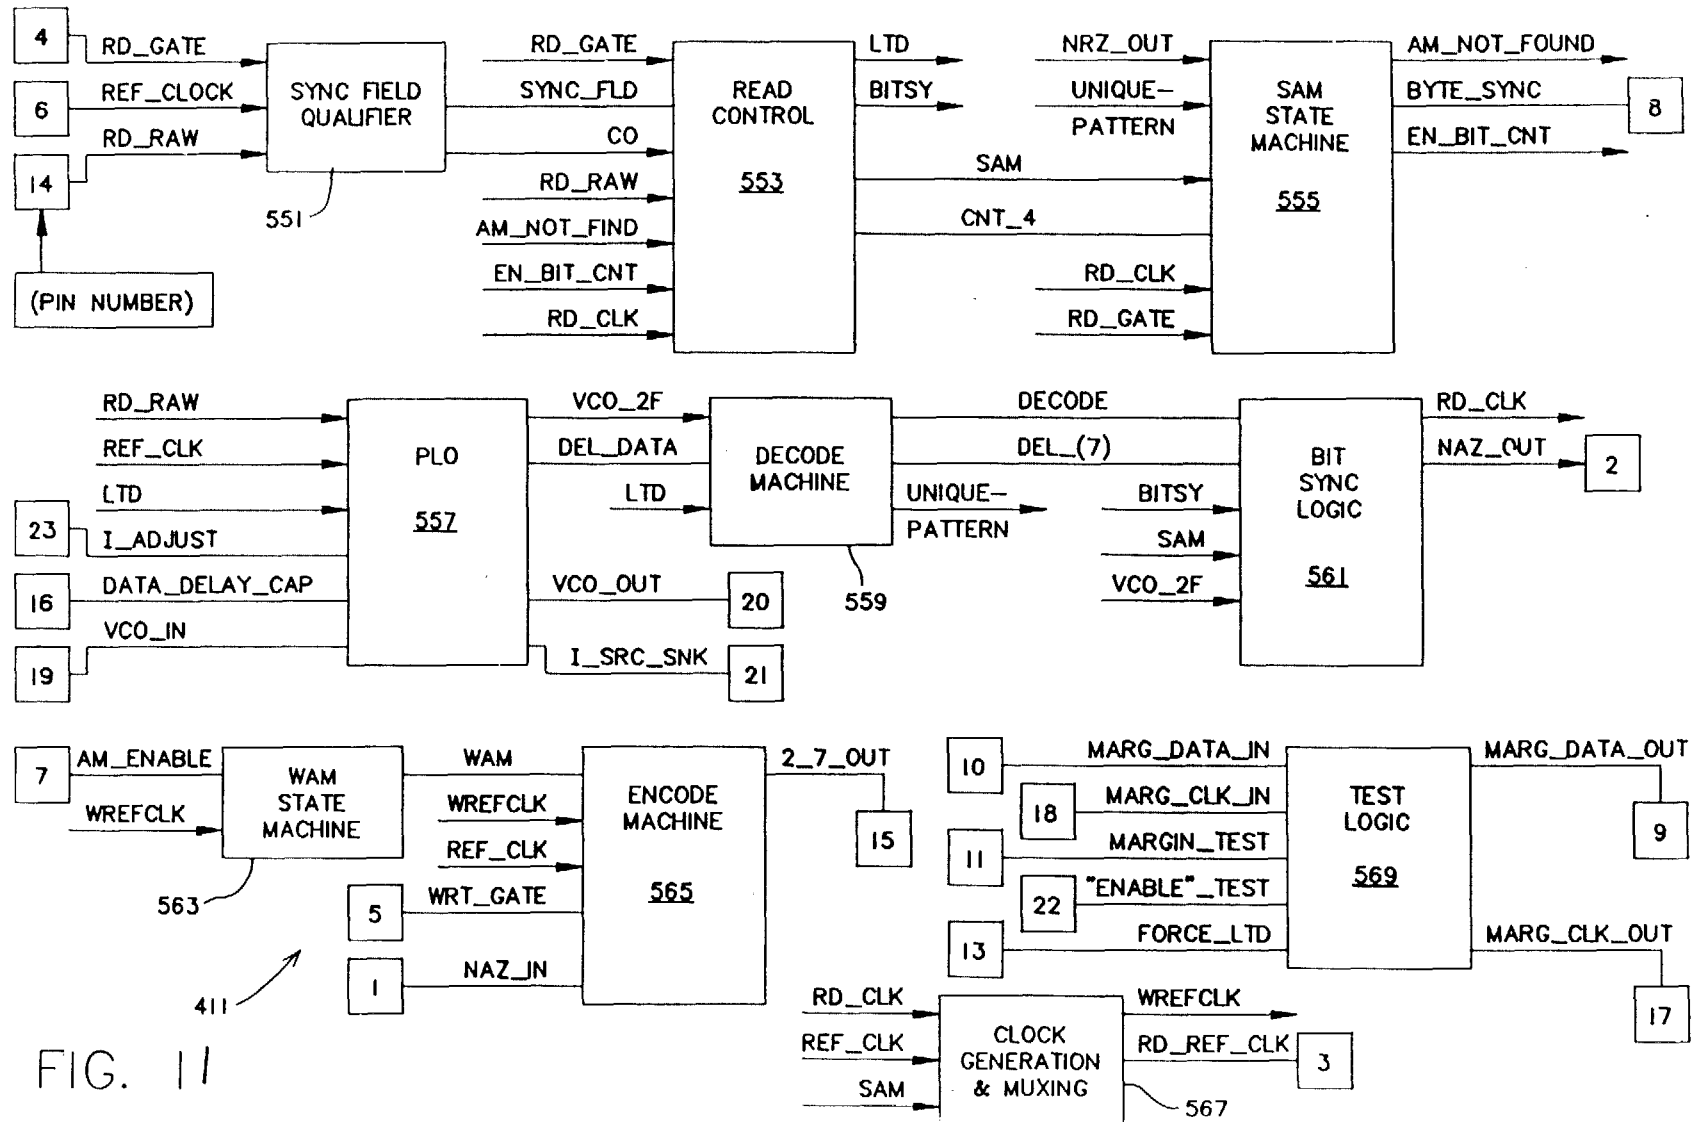 4
RD_GATE
6
REF_CLOCK
14
RD_RAW
(PIN NUMBER)
SYNC FIELD
QUALIFIER
551
RD_GATE
SYNC_FLD
CO
RD_RAW
AM_NOT_FIND
EN_BIT_CNT
RD_CLK
READ
CONTROL
553
LTD
BITSY
SAM
CNT_4
NRZ_OUT
UNIQUE-
PATTERN
RD_CLK
RD_GATE
SAM
STATE
MACHINE
555
AM_NOT_FOUND
BYTE_SYNC
8
EN_BIT_CNT
RD_RAW
REF_CLK
LTD
23
I_ADJUST
16
DATA_DELAY_CAP
19
VCO_IN
PLO
557
VCO_2F
DEL_DATA
LTD
VCO_OUT
20
I_SRC_SNK
21
DECODE
MACHINE
559
DECODE
DEL_(7)
UNIQUE-
PATTERN
BITSY
SAM
VCO_2F
BIT
SYNC
LOGIC
561
RD_CLK
NAZ_OUT
2
7
AM_ENABLE
WREFCLK
WAM
STATE
MACHINE
563
WAM
WREFCLK
REF_CLK
5
WRT_GATE
1
NAZ_IN
ENCODE
MACHINE
565
2_7_OUT
15
10
MARG_DATA_IN
18
MARG_CLK_IN
11
MARGIN_TEST
22
"ENABLE"_TEST
13
FORCE_LTD
TEST
LOGIC
569
MARG_DATA_OUT
9
MARG_CLK_OUT
17
RD_CLK
REF_CLK
SAM
CLOCK
GENERATION
& MUXING
567
WREFCLK
RD_REF_CLK
3
411
FIG. 11